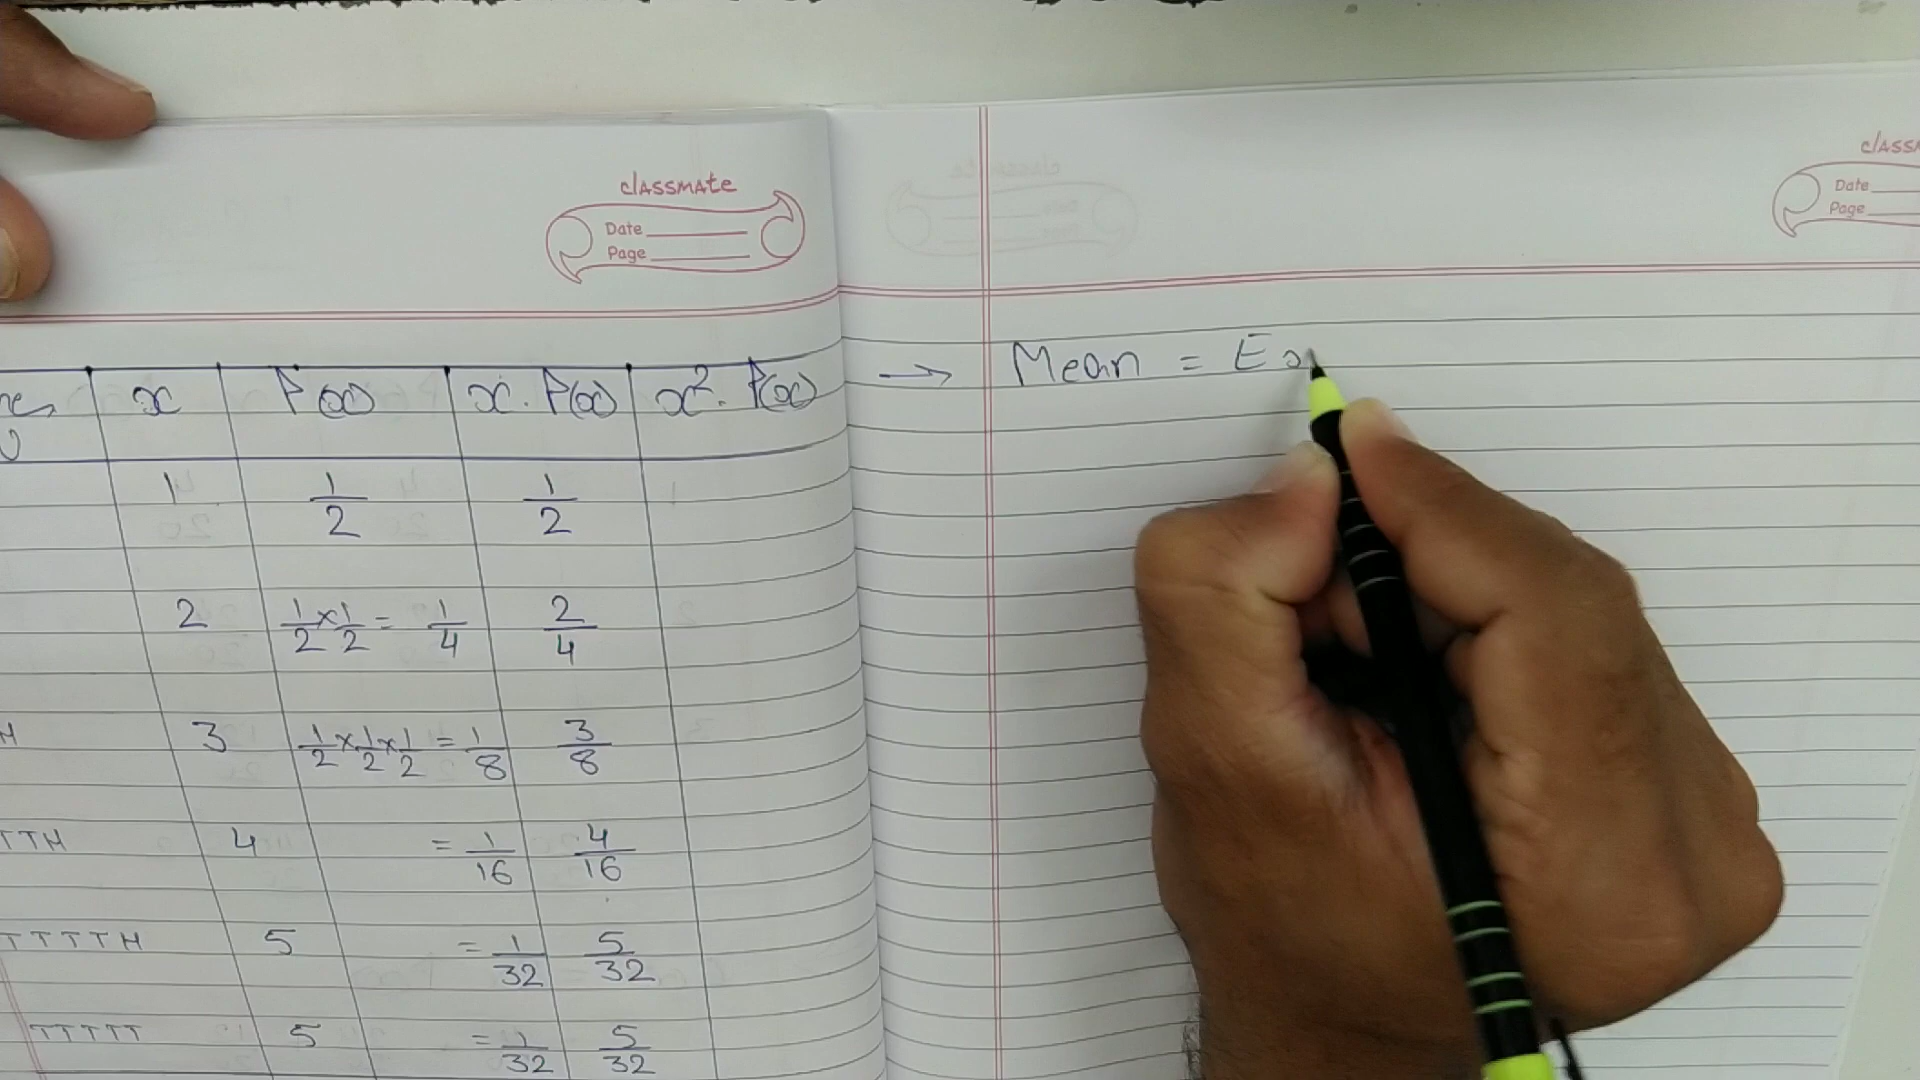 classmate
Date
Page
x P(x) x. P(x) x². P(x)
1 1/2 1/2
2 1/2 × 1/2 = 1/4 2/4
H 3 1/2 × 1/2 × 1/2 = 1/8 3/8
TTH 4 = 1/16 4/16
TTTTH 5 = 1/32 5/32
TTTTT 5 = 1/32 5/32
Date
Page
→ Mean =